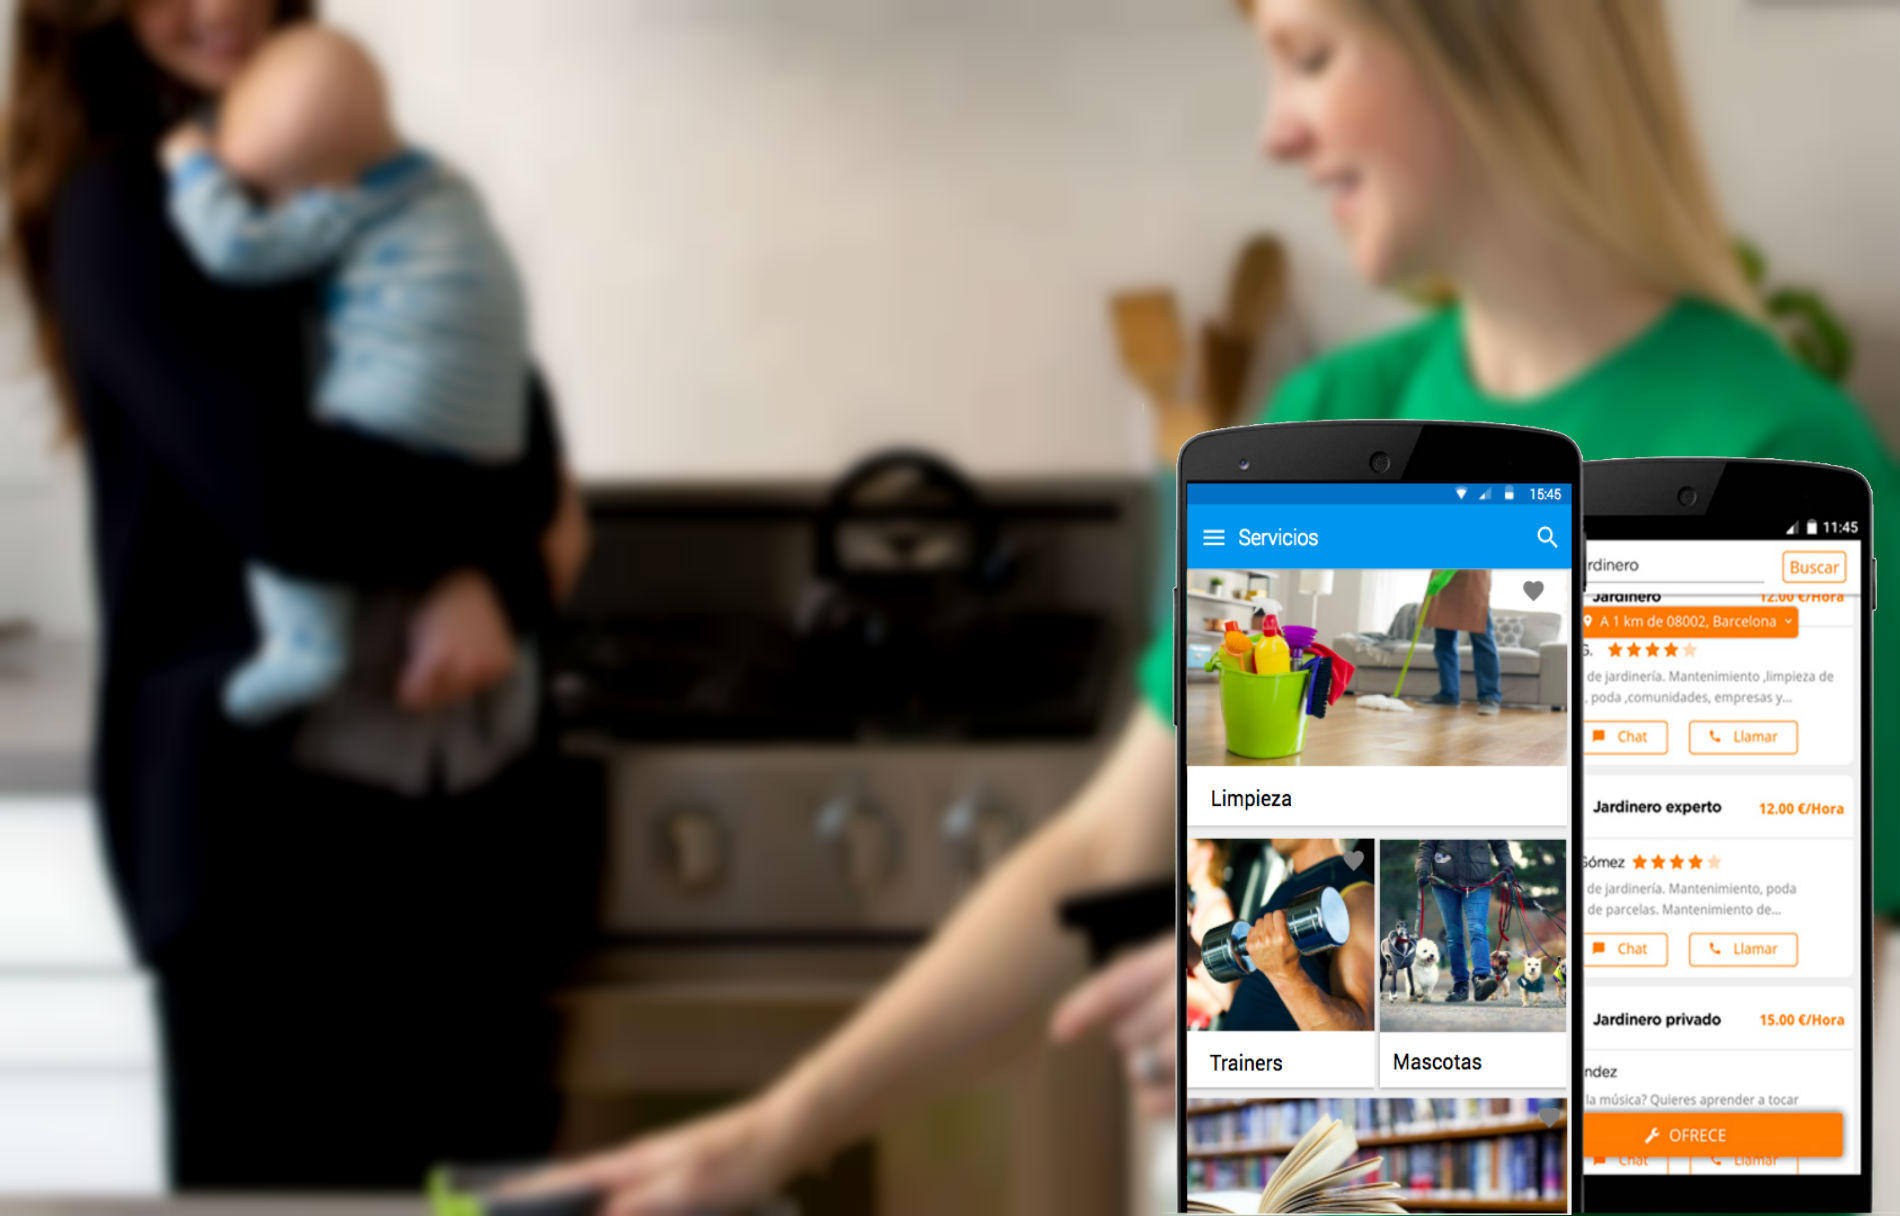 15:45
Servicios
Limpieza
Trainers
Mascotas
11:45
rdinero
Buscar
Jardinero
12.00 €/Hora
A 1 km de 08002, Barcelona
G.
de jardinería. Mantenimiento ,limpieza de
, poda ,comunidades, empresas y...
Chat
Llamar
Jardinero experto
12.00 €/Hora
Gómez
de jardinería. Mantenimiento, poda
de parcelas. Mantenimiento de...
Chat
Llamar
Jardinero privado
15.00 €/Hora
ndez
la música? Quieres aprender a tocar
OFRECE
Chat
Llamar